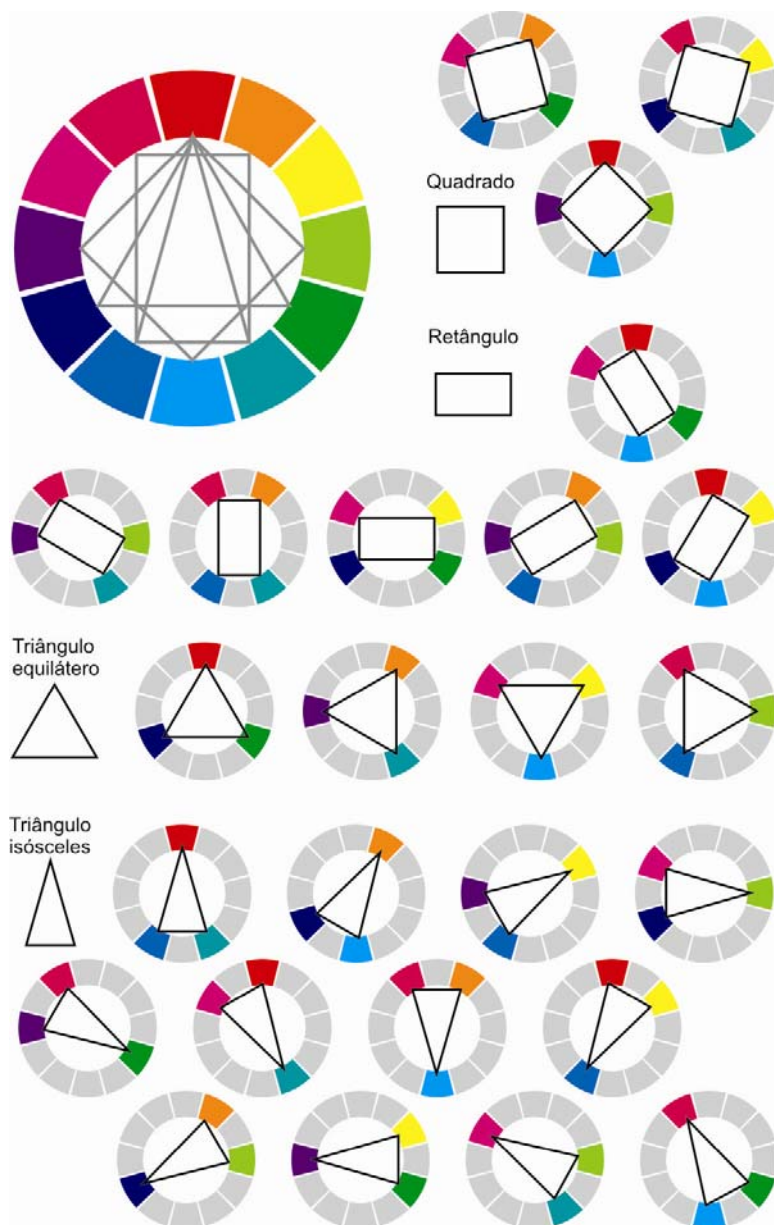 Quadrado
Retângulo
Triângulo
equilátero
Triângulo
isósceles